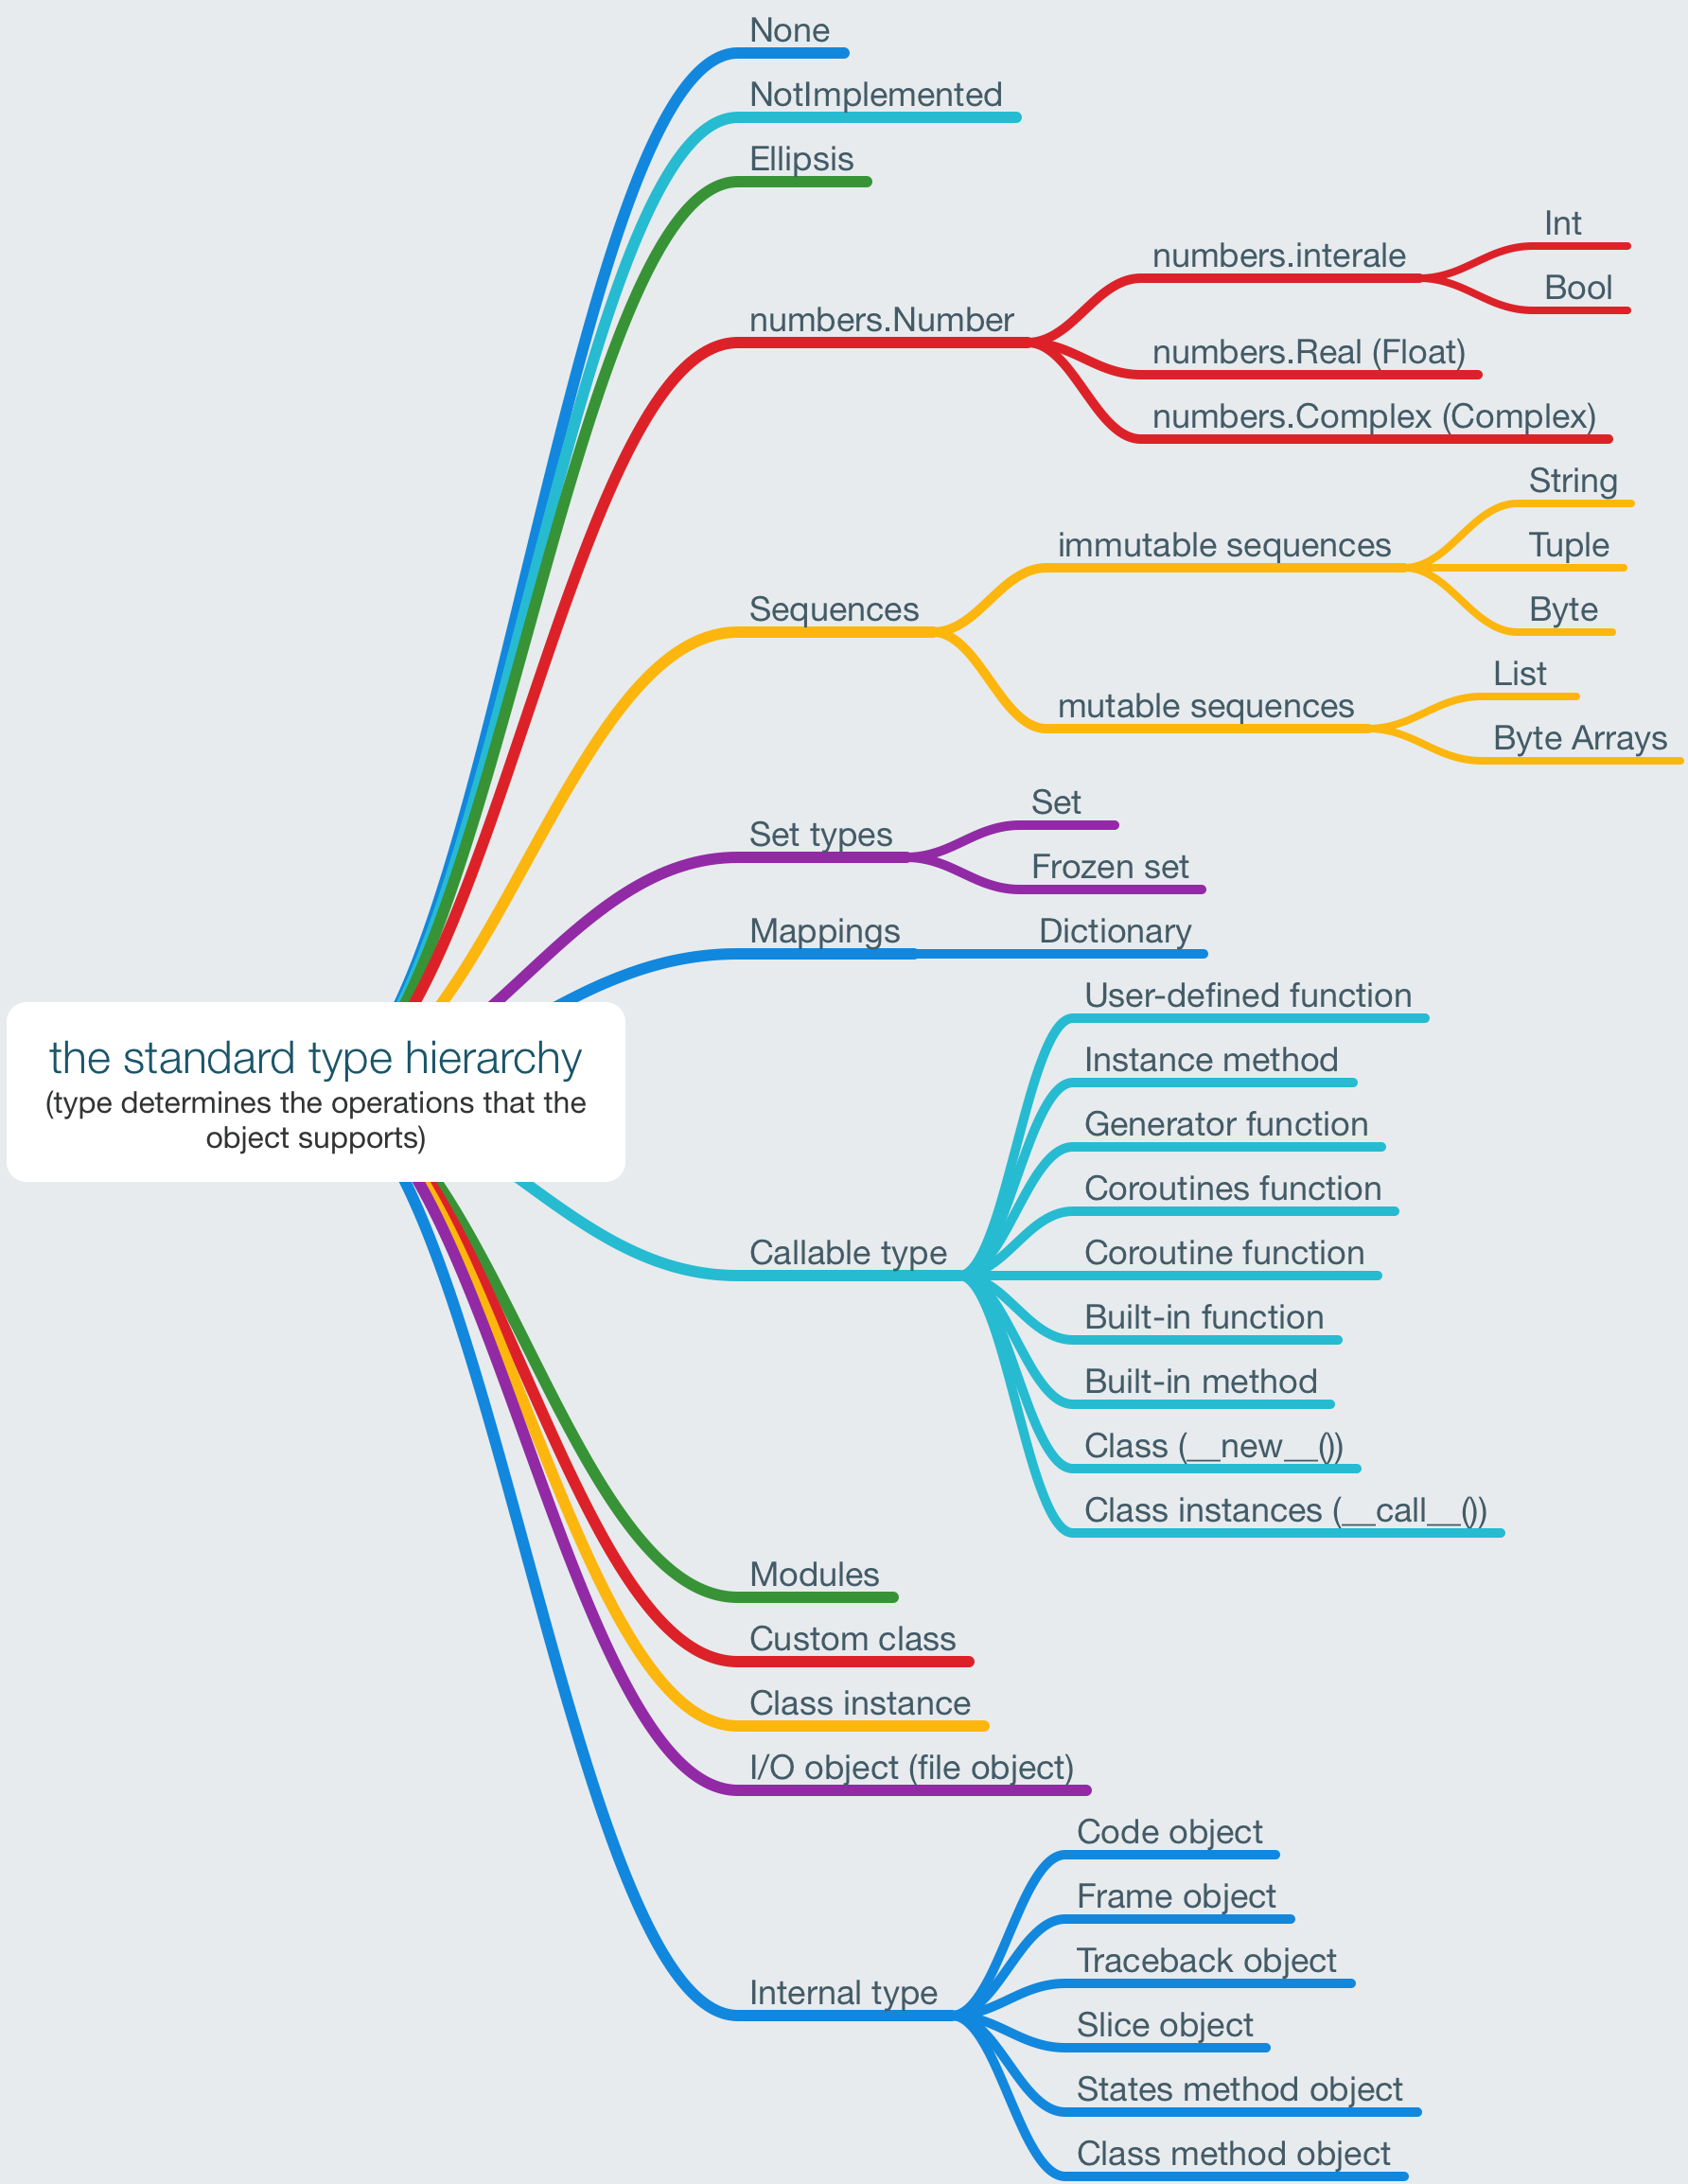 None
NotImplemented
Ellipsis
numbers.Number
numbers.interale
Int
Bool
numbers.Real (Float)
numbers.Complex (Complex)
Sequences
immutable sequences
String
Tuple
Byte
mutable sequences
List
Byte Arrays
Set types
Set
Frozen set
Mappings
Dictionary
the standard type hierarchy
(type determines the operations that the
object supports)
Callable type
User-defined function
Instance method
Generator function
Coroutines function
Coroutine function
Built-in function
Built-in method
Class (__new__())
Class instances (__call__())
Modules
Custom class
Class instance
I/O object (file object)
Internal type
Code object
Frame object
Traceback object
Slice object
States method object
Class method object